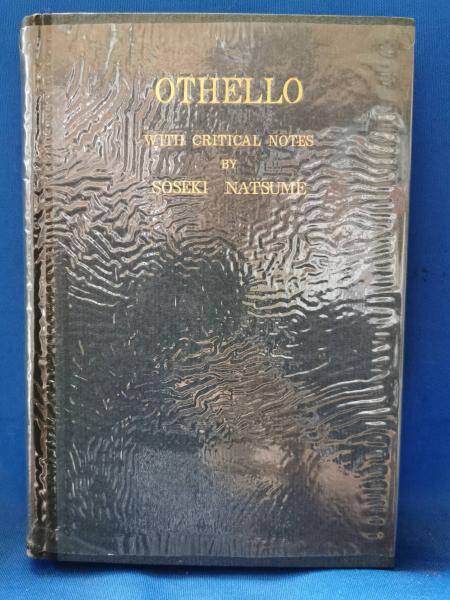 OTHELLO
WITH CRITICAL NOTES
BY
SOSEKI NATSUME